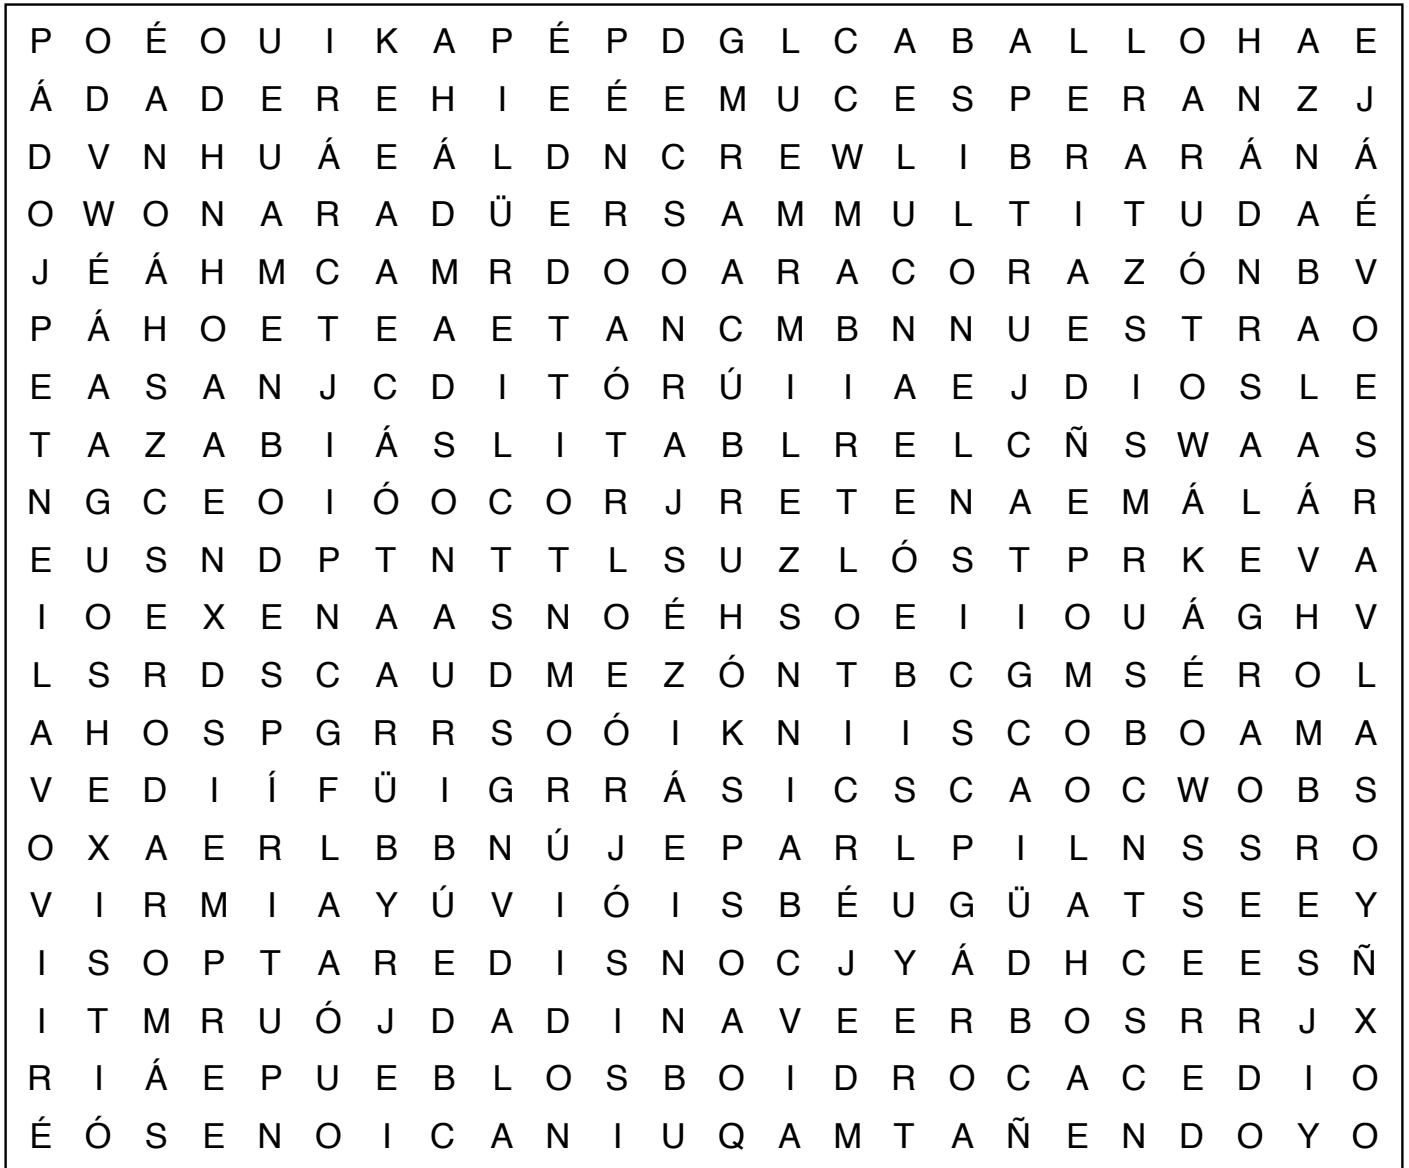 P O É O U I K A P É P D G L C A B A L L O H A E
Á D A D E R E H I E É E M U C E S P E R A N Z J
D V N H U Á E Á L D N C R E W L I B R A R Á N Á
O W O N A R A D Ü E R S A M M U L T I T U D A É
J É Á H M C A M R D O O A R A C O R A Z Ó N B V
P Á H O E T E A E T A N C M B N N U E S T R A O
E A S A N J C D I T Ó R Ú I I A E J D I O S L E
T A Z A B I Á S L I T A B L R E L C Ñ S W A A S
N G C E O I Ó O C O R J R E T E N A E M Á L Á R
E U S N D P T N T T L S U Z L Ó S T P R K E V A
I O E X E N A A S N O É H S O E I I O U Á G H V
L S R D S C A U D M E Z Ó N T B C G M S É R O L
A H O S P G R R S O Ó I K N I I S C O B O A M A
V E D I Í F Ü I G R R Á S I C S C A O C W O B S
O X A E R L B B N Ú J E P A R L P I L N S S R O
V I R M I A Y Ú V I Ó I S B É U G Ü A T S E E Y
I S O P T A R E D I S N O C J Y Á D H C E E S Ñ
I T M R U Ó J D A D I N A V E E R B O S R R J X
R I Á E P U E B L O S B O I D R O C A C E D I O
É Ó S E N O I C A N I U Q A M T A Ñ E N D O Y O